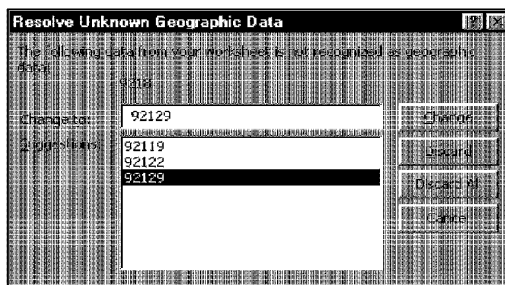 Resolve Unknown Geographic Data
The following data from your worksheet is not recognized as geographic
data:
Change to: 92129 Change
Suggestions: 92119 Discard
92122
92129 Discard All
Cancel